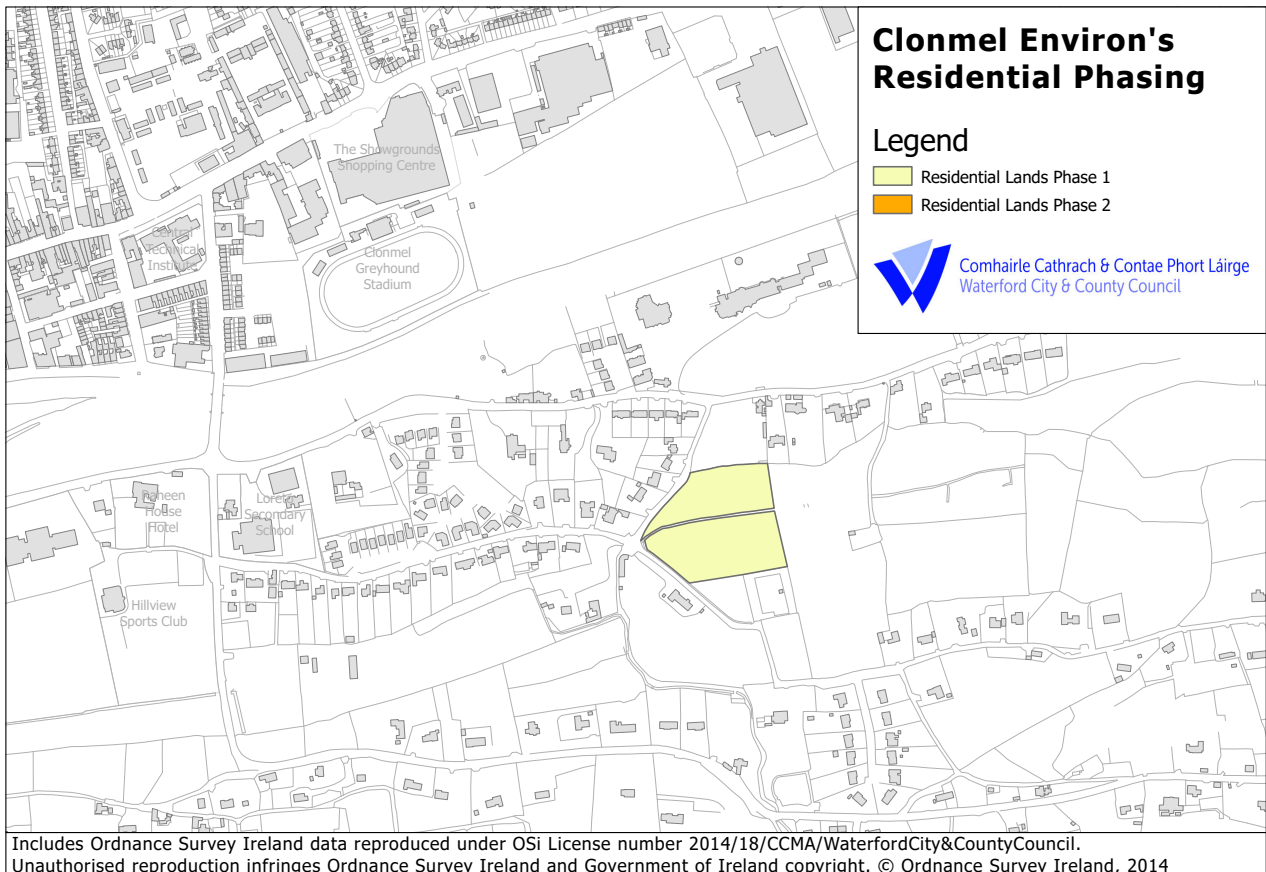 Clonmel Environ's
Residential Phasing
Legend
Residential Lands Phase 1
Residential Lands Phase 2
Comhairle Cathrach & Contae Phort Láirge
Waterford City & County Council
The Showgrounds
Shopping Centre
Central
Technical
Institute
Clonmel
Greyhound
Stadium
Raheen
House
Hotel
Loreto
Secondary
School
Hillview
Sports Club
Includes Ordnance Survey Ireland data reproduced under OSi License number 2014/18/CCMA/WaterfordCity&CountyCouncil.
Unauthorised reproduction infringes Ordnance Survey Ireland and Government of Ireland copyright. © Ordnance Survey Ireland, 2014